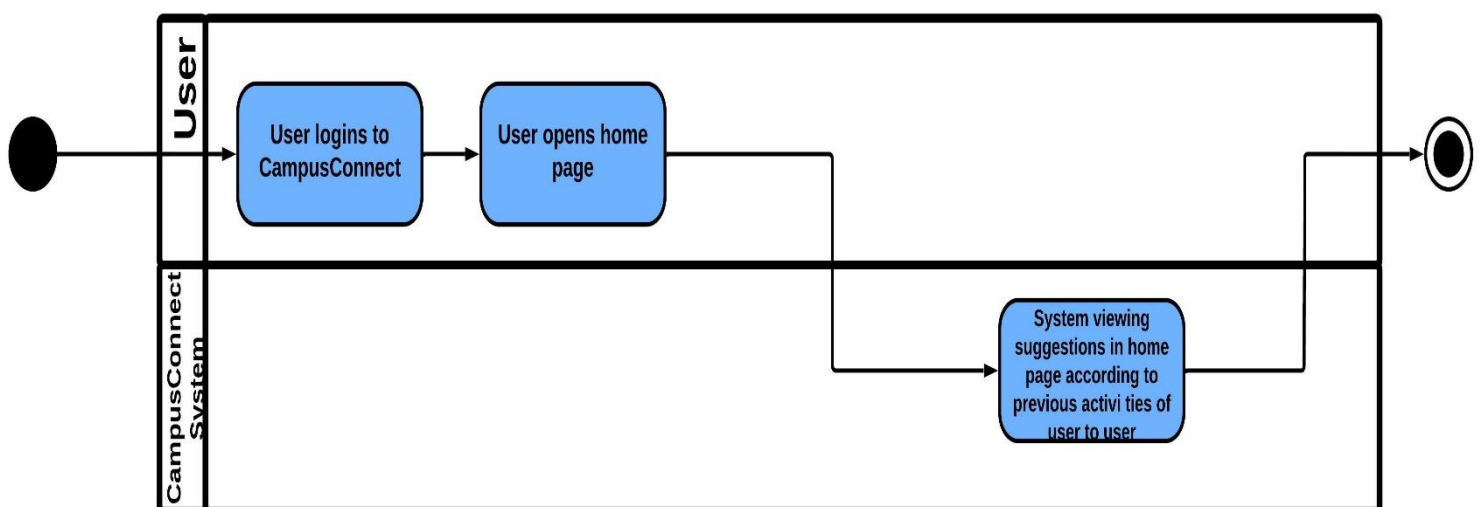 User
User logins to
CampusConnect
User opens home
page
CampusConnect
System
System viewing
suggestions in home
page according to
previous activi ties of
user to user